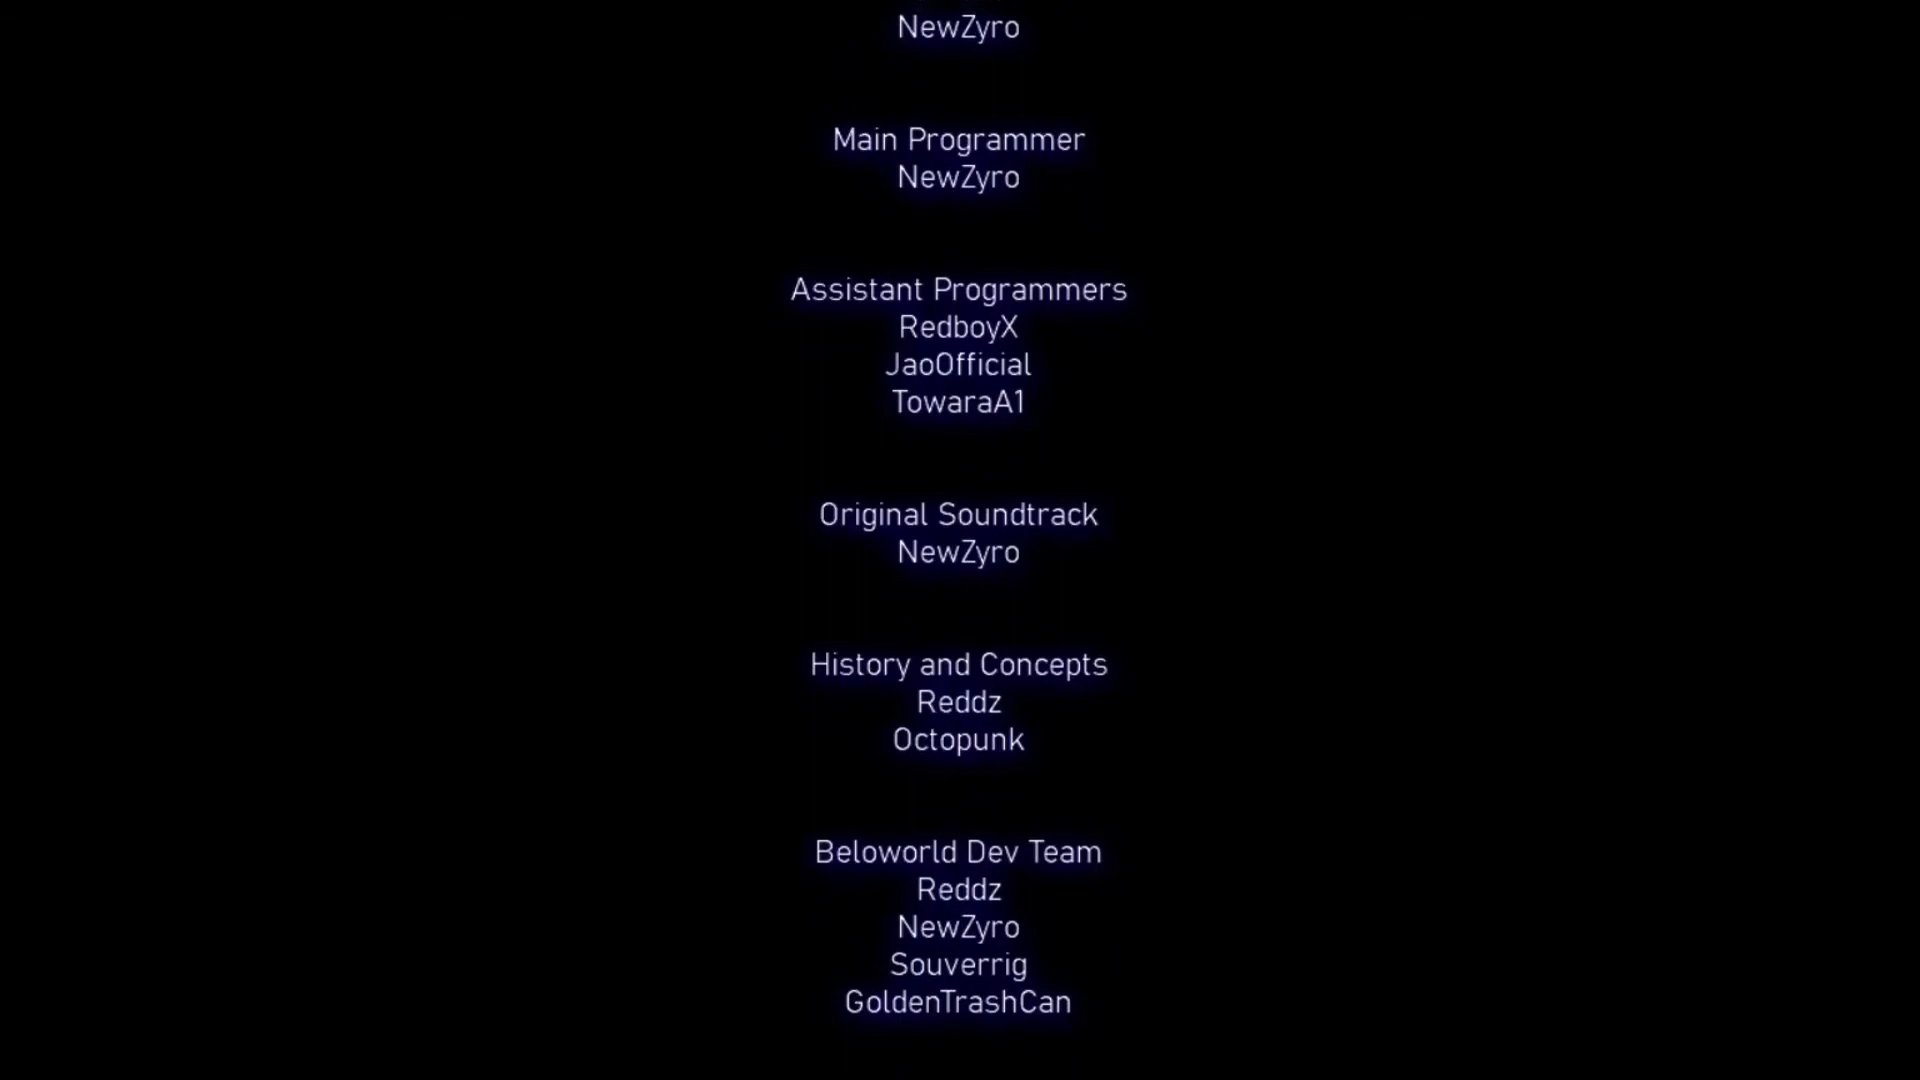 NewZyro
Main Programmer
NewZyro
Assistant Programmers
RedboyX
JaoOfficial
TowaraA1
Original Soundtrack
NewZyro
History and Concepts
Reddz
Octopunk
Beloworld Dev Team
Reddz
NewZyro
Souverrig
GoldenTrashCan